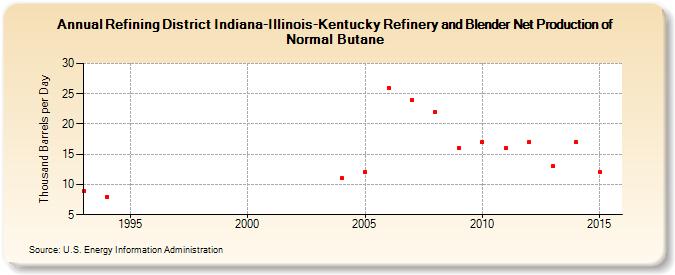 Annual Refining District Indiana-Illinois-Kentucky Refinery and Blender Net Production of
Normal Butane
Thousand Barrels per Day
30
25
20
15
10
5
1995
2000
2005
2010
2015
Source: U.S. Energy Information Administration